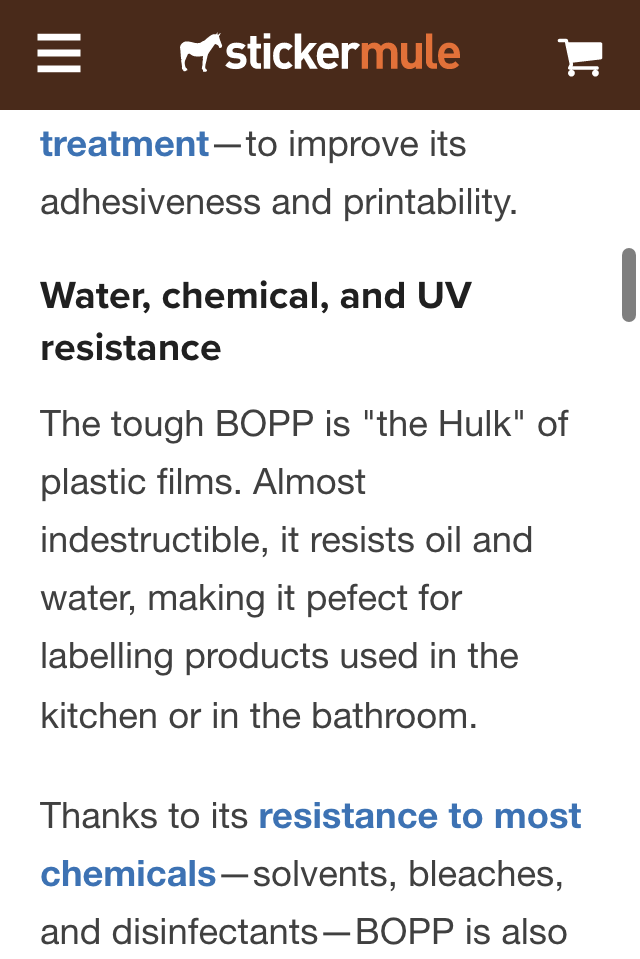 stickermule
treatment—to improve its
adhesiveness and printability.
Water, chemical, and UV
resistance
The tough BOPP is "the Hulk" of
plastic films. Almost
indestructible, it resists oil and
water, making it pefect for
labelling products used in the
kitchen or in the bathroom.
Thanks to its resistance to most
chemicals—solvents, bleaches,
and disinfectants—BOPP is also